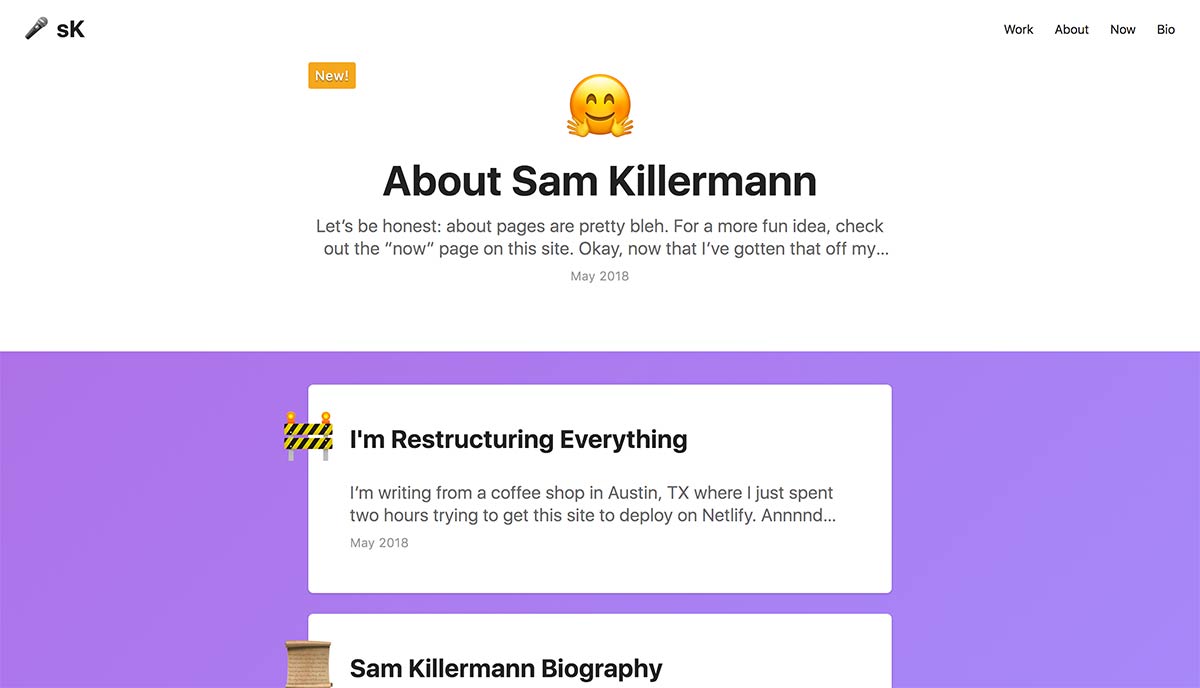 sK
Work About Now Bio
New!
About Sam Killermann
Let’s be honest: about pages are pretty bleh. For a more fun idea, check
out the “now” page on this site. Okay, now that I’ve gotten that off my...
May 2018
I'm Restructuring Everything
I’m writing from a coffee shop in Austin, TX where I just spent
two hours trying to get this site to deploy on Netlify. Annnnd...
May 2018
Sam Killermann Biography